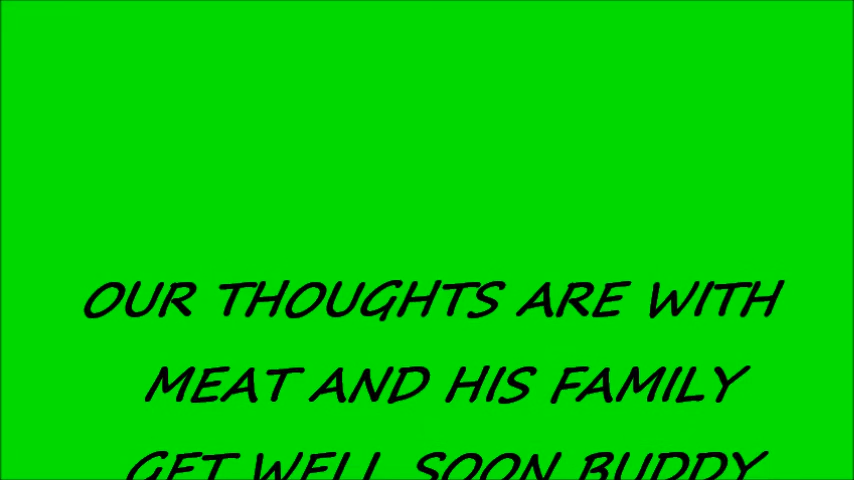 OUR THOUGHTS ARE WITH
MEAT AND HIS FAMILY
GET WELL SOON BUDDY